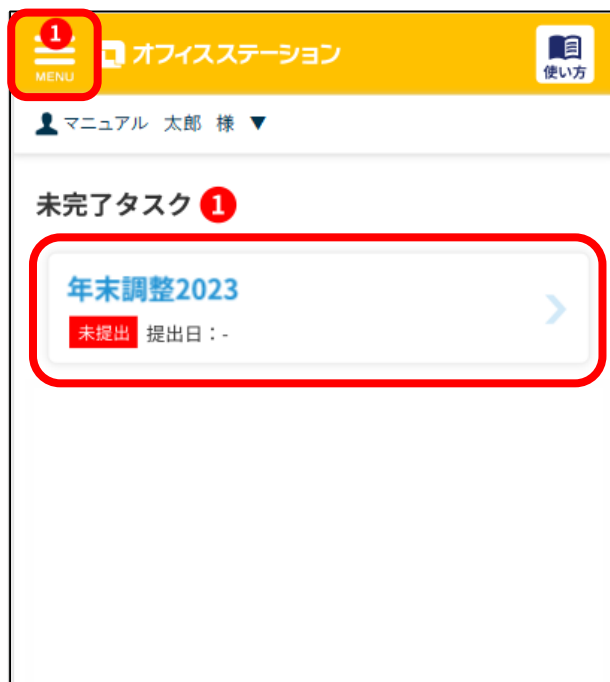 1
MENU
オフィスステーション
使い方
マニュアル 太郎 様 ▼
未完了タスク 1
年末調整2023
未提出 提出日：-